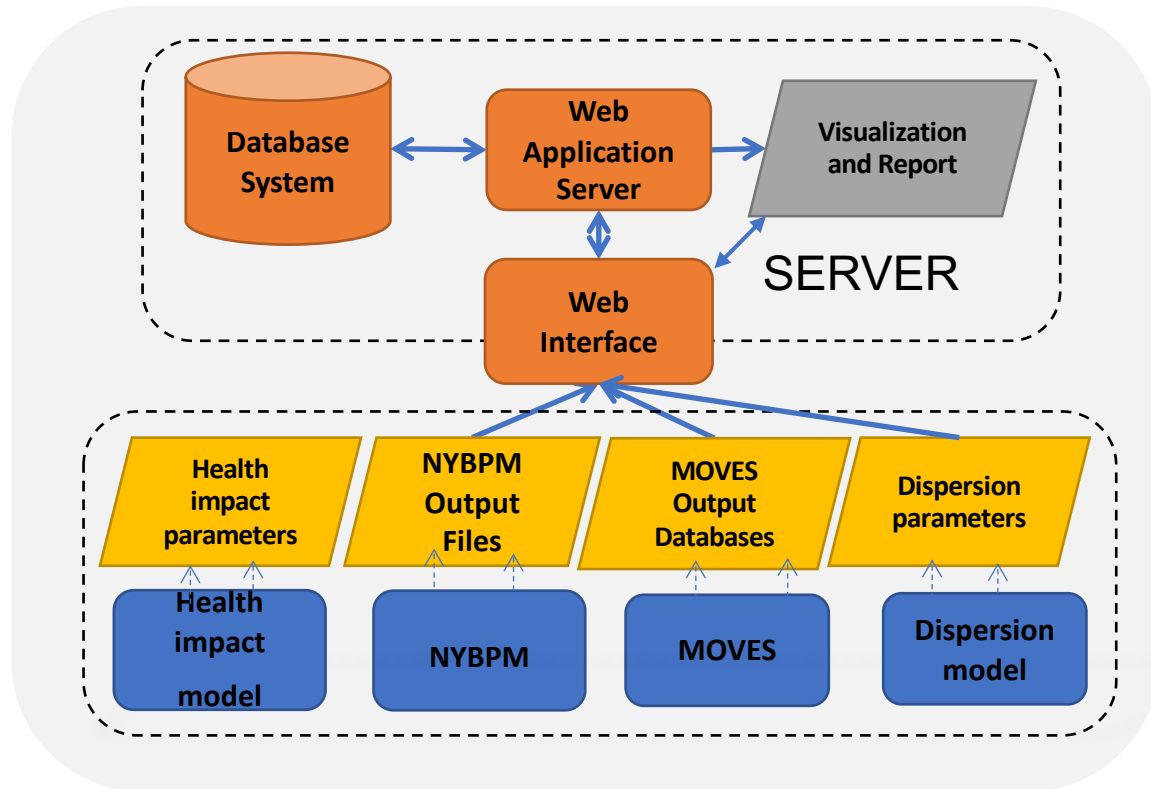 Database
System
Web
Application
Server
Visualization
and Report
SERVER
Web
Interface
Health
impact
parameters
NYBPM
Output
Files
MOVES
Output
Databases
Dispersion
parameters
Health
impact
model
NYBPM
MOVES
Dispersion
model